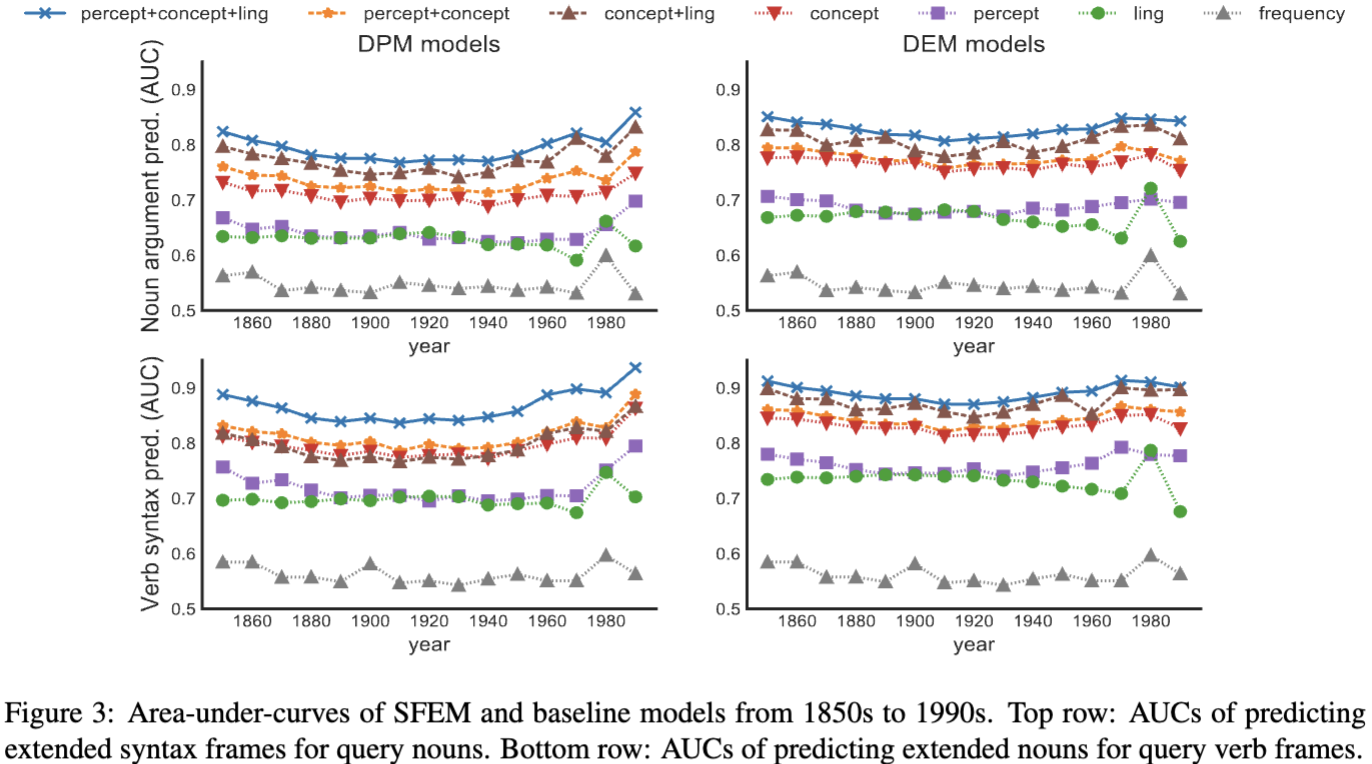 percept+concept+ling percept+concept concept+ling concept percept ling frequency
DPM models
Noun argument pred. (AUC)
0.9
0.8
0.7
0.6
0.5
1860 1880 1900 1920 1940 1960 1980
year
DEM models
0.9
0.8
0.7
0.6
0.5
1860 1880 1900 1920 1940 1960 1980
year
Verb syntax pred. (AUC)
0.9
0.8
0.7
0.6
0.5
1860 1880 1900 1920 1940 1960 1980
year
0.9
0.8
0.7
0.6
0.5
1860 1880 1900 1920 1940 1960 1980
year
Figure 3: Area-under-curves of SFEM and baseline models from 1850s to 1990s. Top row: AUCs of predicting
extended syntax frames for query nouns. Bottom row: AUCs of predicting extended nouns for query verb frames.